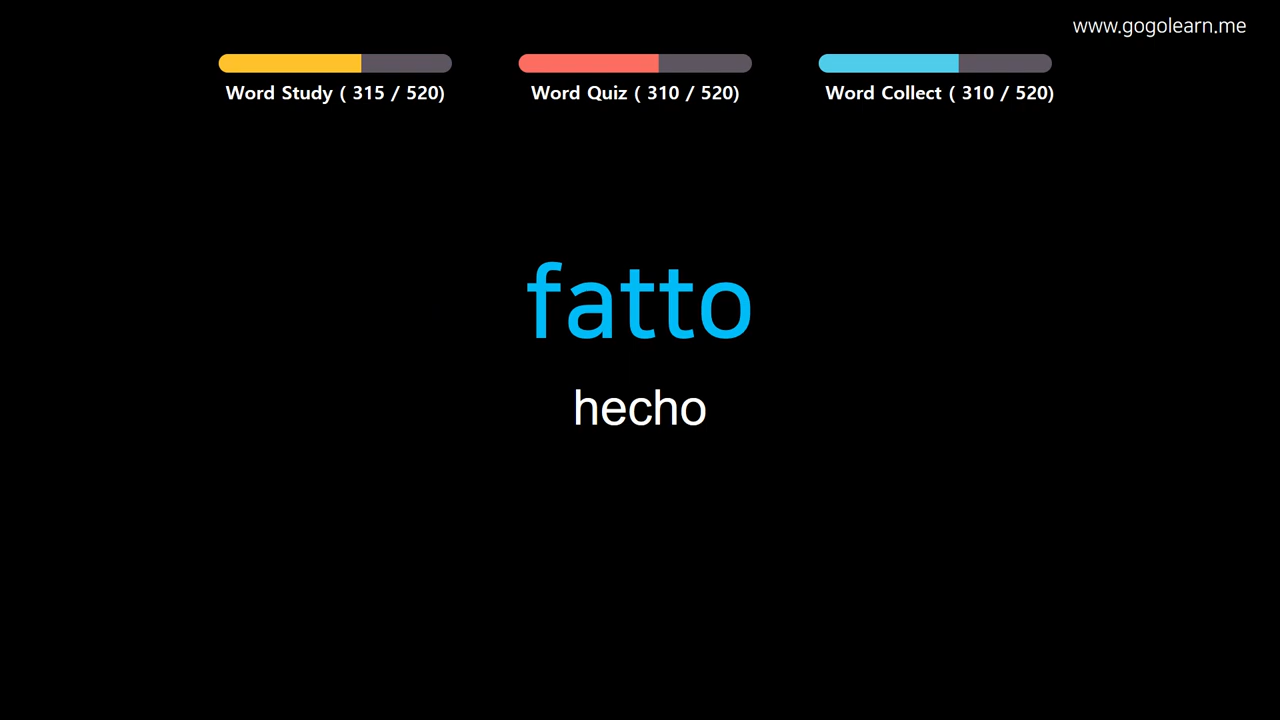 www.gogolearn.me
Word Study ( 315 / 520)
Word Quiz ( 310 / 520)
Word Collect ( 310 / 520)
fatto
hecho